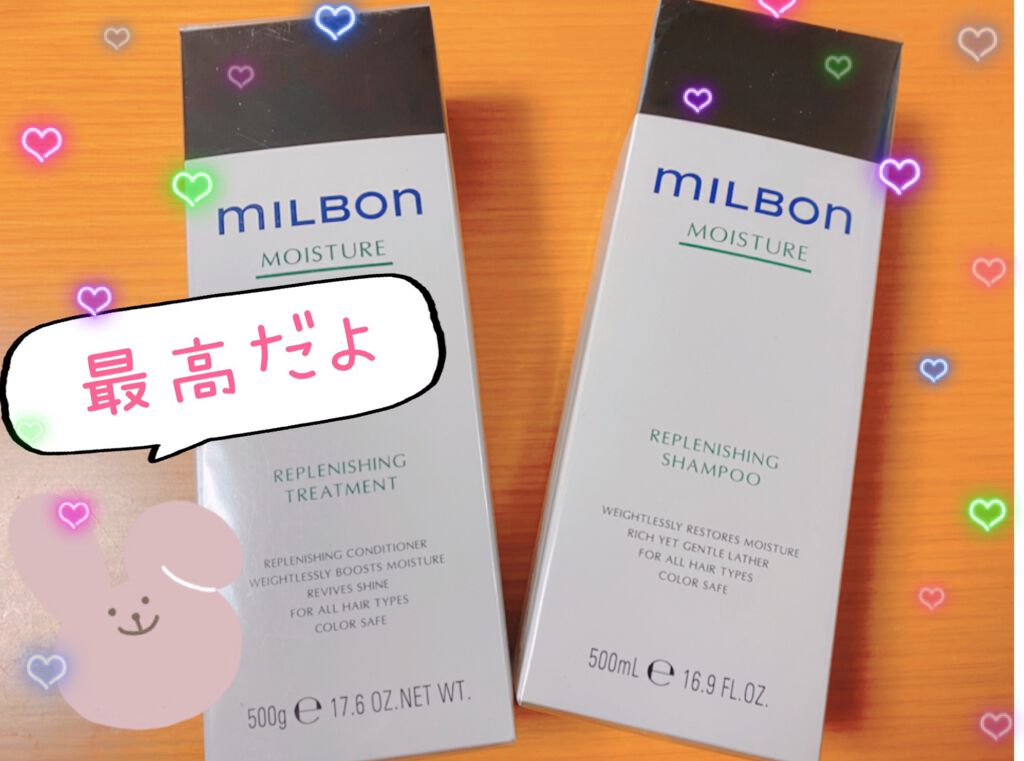 milbon
MOISTURE
最高だよ
REPLENISHING
TREATMENT
REPLENISHING CONDITIONER
WEIGHTLESSLY BOOSTS MOISTURE
REVIVES SHINE
FOR ALL HAIR TYPES
COLOR SAFE
500g ℮ 17.6 OZ.NET WT.
milbon
MOISTURE
REPLENISHING
SHAMPOO
WEIGHTLESSLY RESTORES MOISTURE
RICH YET GENTLE LATHER
FOR ALL HAIR TYPES
COLOR SAFE
500mL ℮ 16.9 FL.OZ.